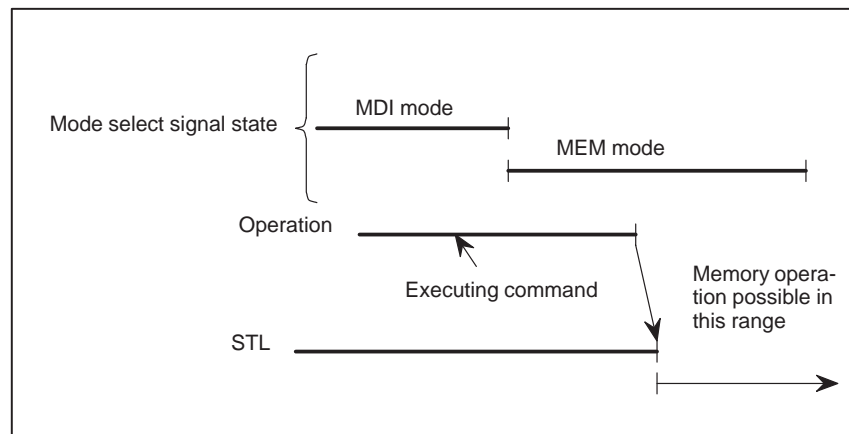 MDI mode
Mode select signal state
MEM mode
Operation
Executing command
Memory opera-
tion possible in
this range
STL